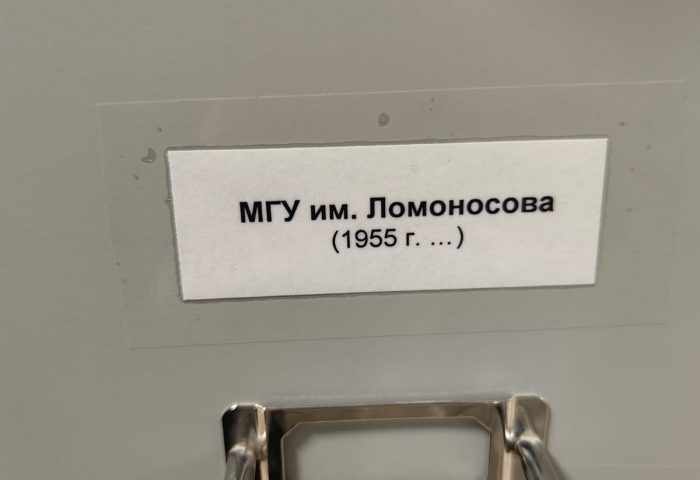 МГУ им. Ломоносова
(1955 г. ...)